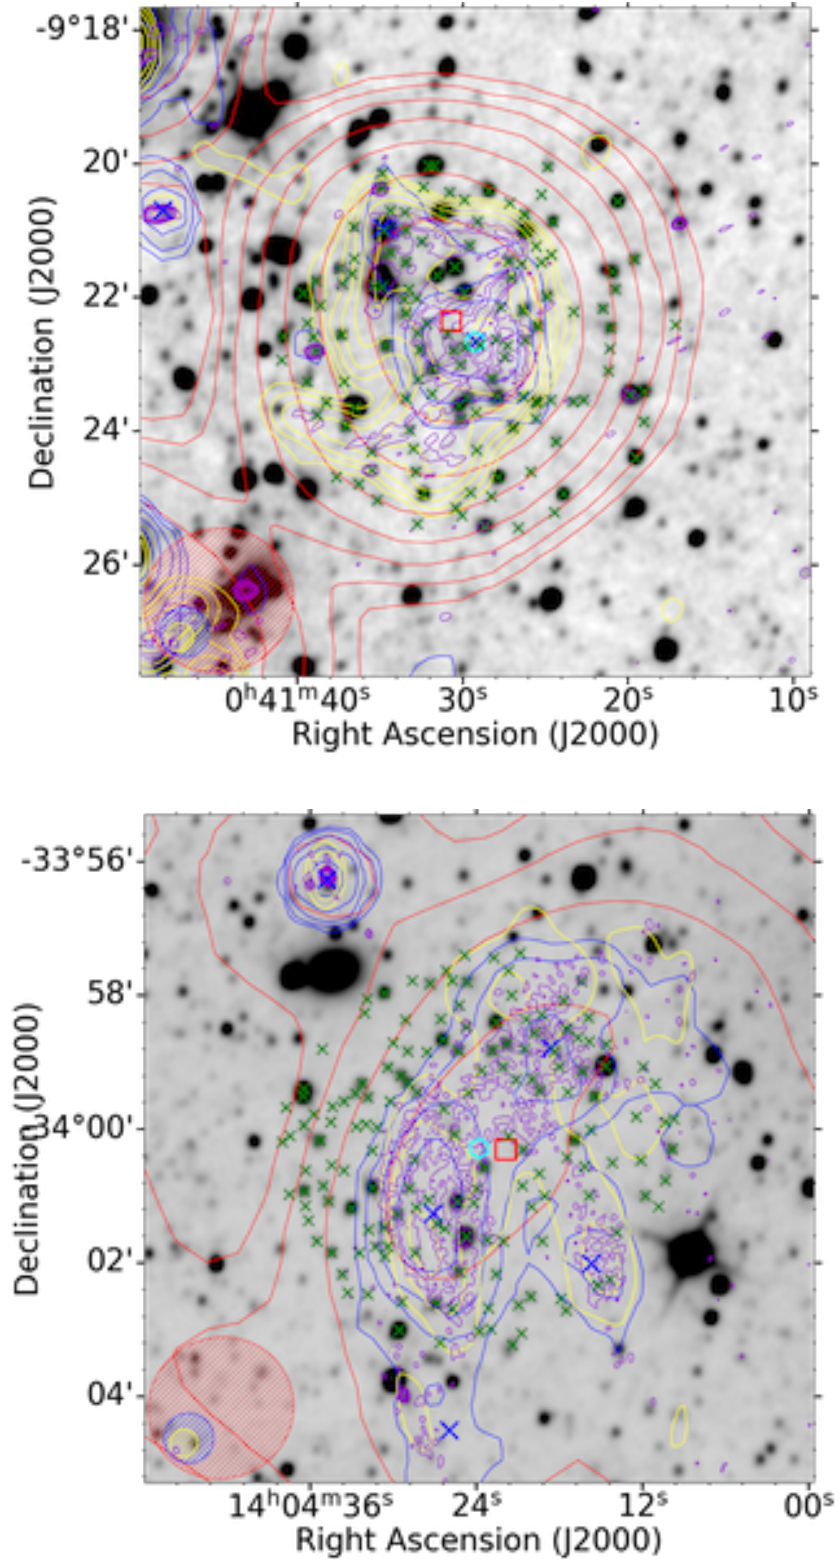 -9°18'
20'
22'
24'
26'
Declination (J2000)
0ʰ41ᵐ40ˢ 30ˢ 20ˢ 10ˢ
Right Ascension (J2000)
-33°56'
58'
34°00'
02'
04'
Declination (J2000)
14ʰ04ᵐ36ˢ 24ˢ 12ˢ 00ˢ
Right Ascension (J2000)